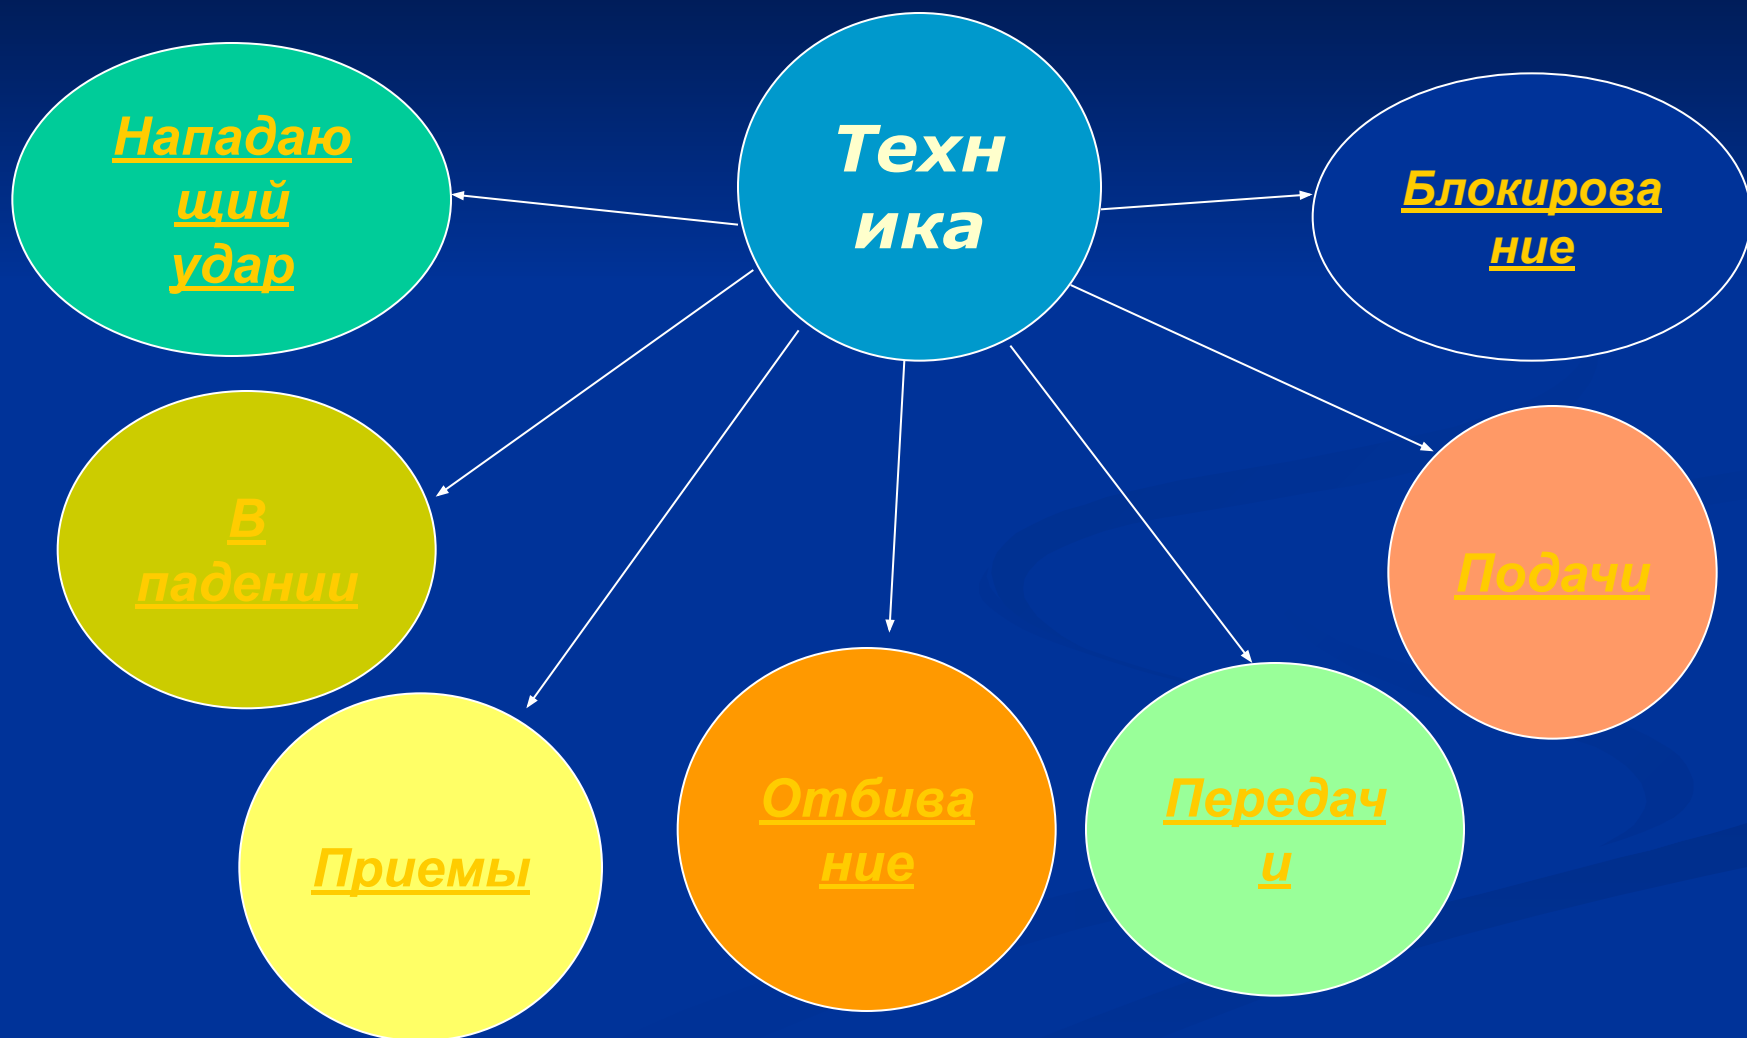 Нападаю
щий
удар
Техн
ика
Блокирова
ние
В
падении
Подачи
Приемы
Отбива
ние
Передач
и